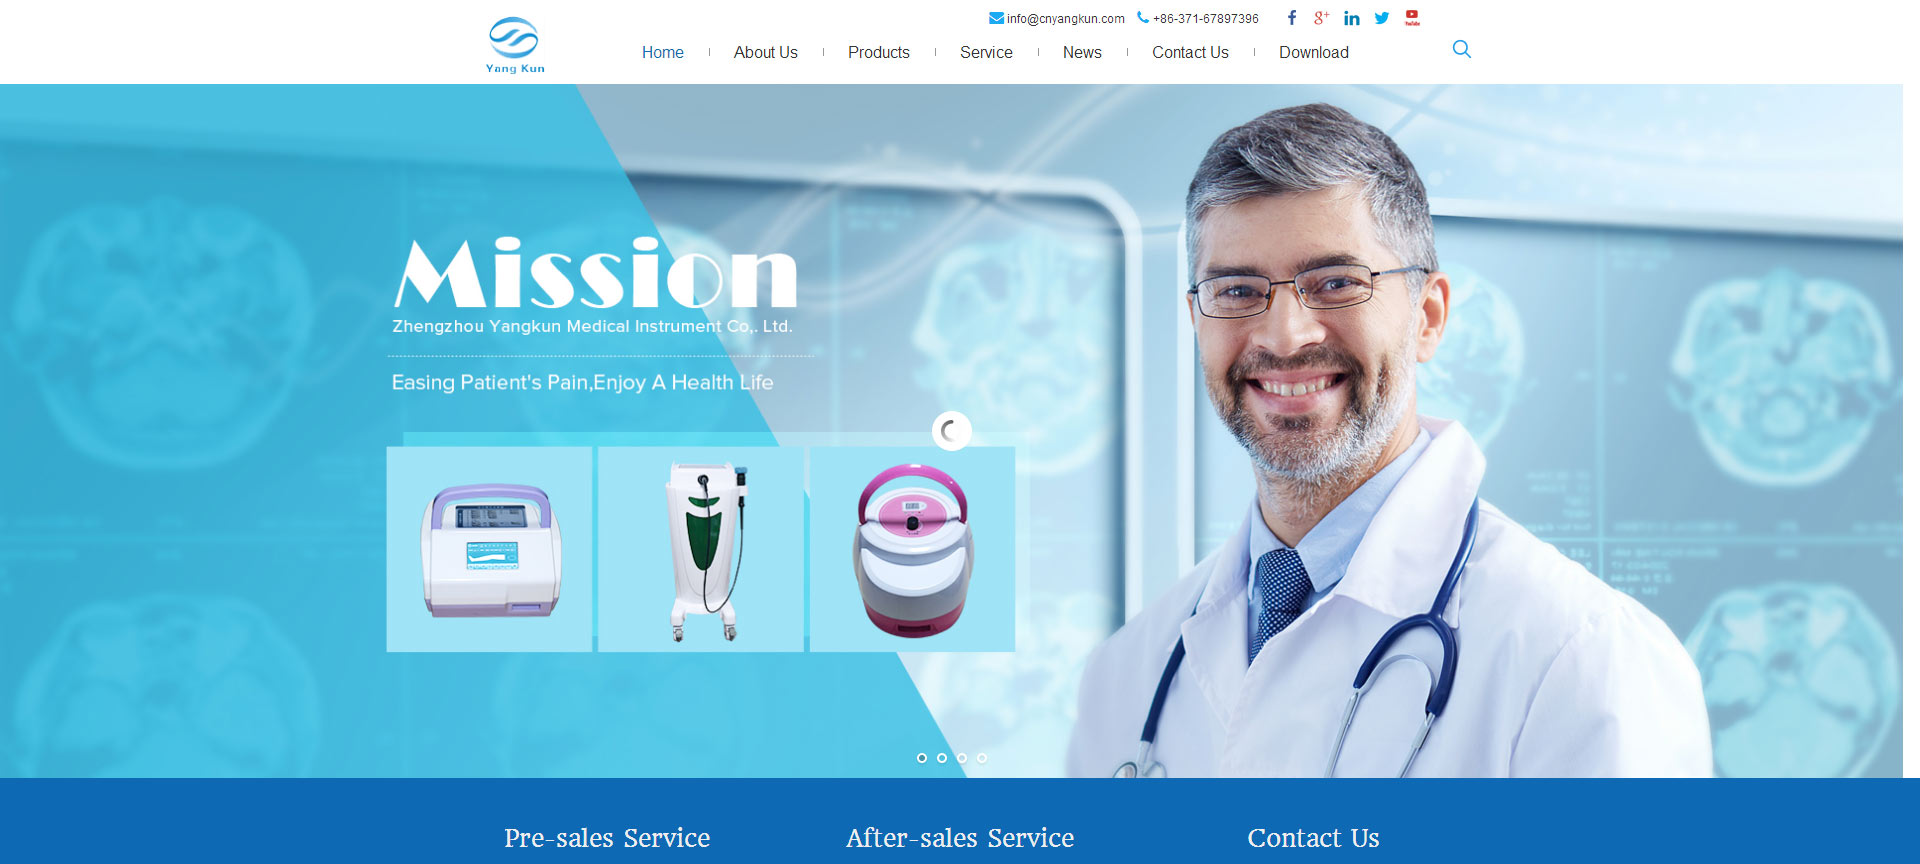 info@cnyangkun.com +86-371-67897396
Yang Kun
Home About Us Products Service News Contact Us Download
Mission
Zhengzhou Yangkun Medical Instrument Co,. Ltd.
Easing Patient's Pain,Enjoy A Health Life
Pre-sales Service After-sales Service Contact Us